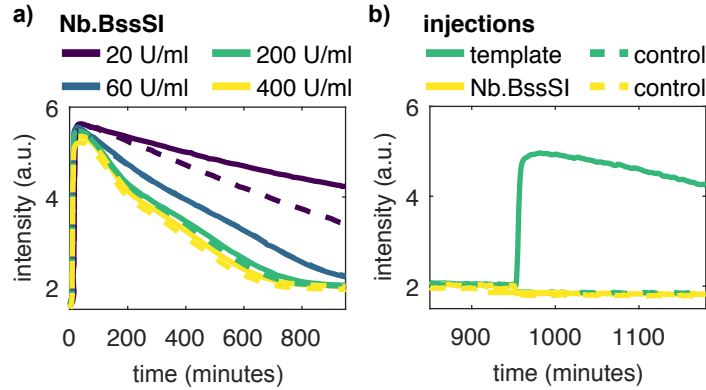 a) Nb.BssSI
20 U/ml 200 U/ml
60 U/ml 400 U/ml
intensity (a.u.)
6
4
2
0 200 400 600 800
time (minutes)
b) injections
template control
Nb.BssSI control
intensity (a.u.)
6
4
2
900 1000 1100
time (minutes)